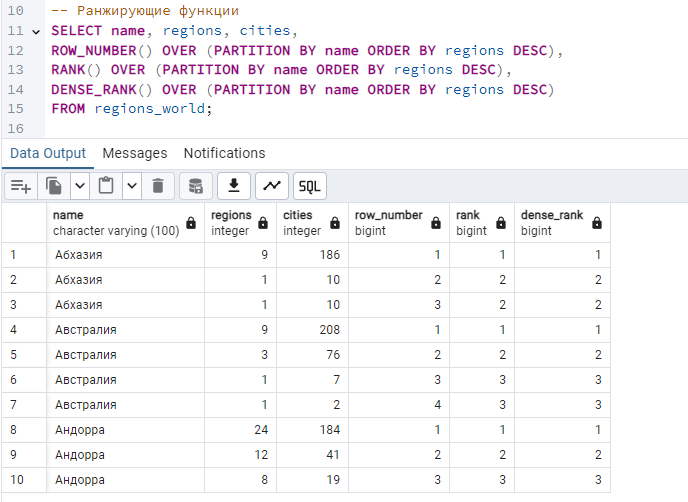 10 -- Ранжирующие функции
11 SELECT name, regions, cities,
12 ROW_NUMBER() OVER (PARTITION BY name ORDER BY regions DESC),
13 RANK() OVER (PARTITION BY name ORDER BY regions DESC),
14 DENSE_RANK() OVER (PARTITION BY name ORDER BY regions DESC)
15 FROM regions_world;
16
Data Output Messages Notifications
SQL
name regions cities row_number rank dense_rank
character varying (100) integer integer bigint bigint bigint
1 Абхазия 9 186 1 1 1
2 Абхазия 1 10 2 2 2
3 Абхазия 1 10 3 2 2
4 Австралия 9 208 1 1 1
5 Австралия 3 76 2 2 2
6 Австралия 1 7 3 3 3
7 Австралия 1 2 4 3 3
8 Андорра 24 184 1 1 1
9 Андорра 12 41 2 2 2
10 Андорра 8 19 3 3 3